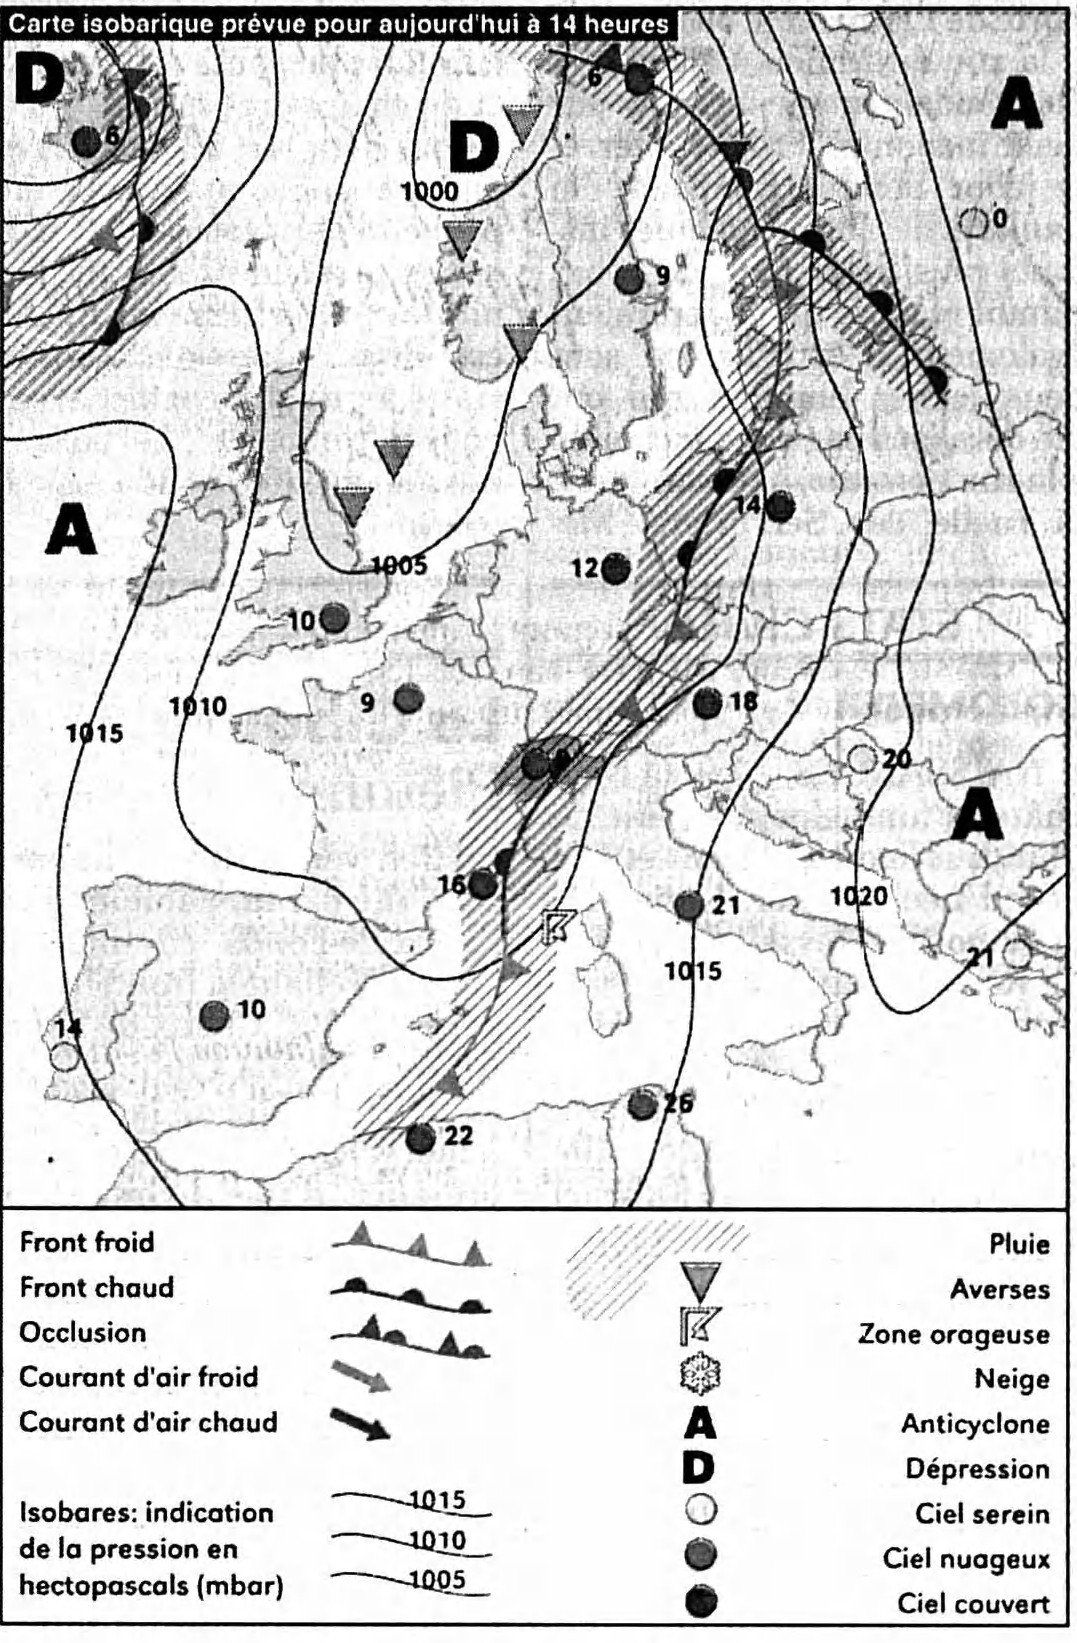 Carte isobarique prévue pour aujourd'hui à 14 heures
D
A
6
6
D
1000
0
9
A
14
12
1005
10
1010
9
18
1015
20
A
16
1020
21
21
1015
10
14
26
22
Front froid
Front chaud
Occlusion
Courant d'air froid
Courant d'air chaud
Isobares: indication
de la pression en
hectopascals (mbar)
1015
1010
1005
Pluie
Averses
Zone orageuse
Neige
A Anticyclone
D Dépression
Ciel serein
Ciel nuageux
Ciel couvert